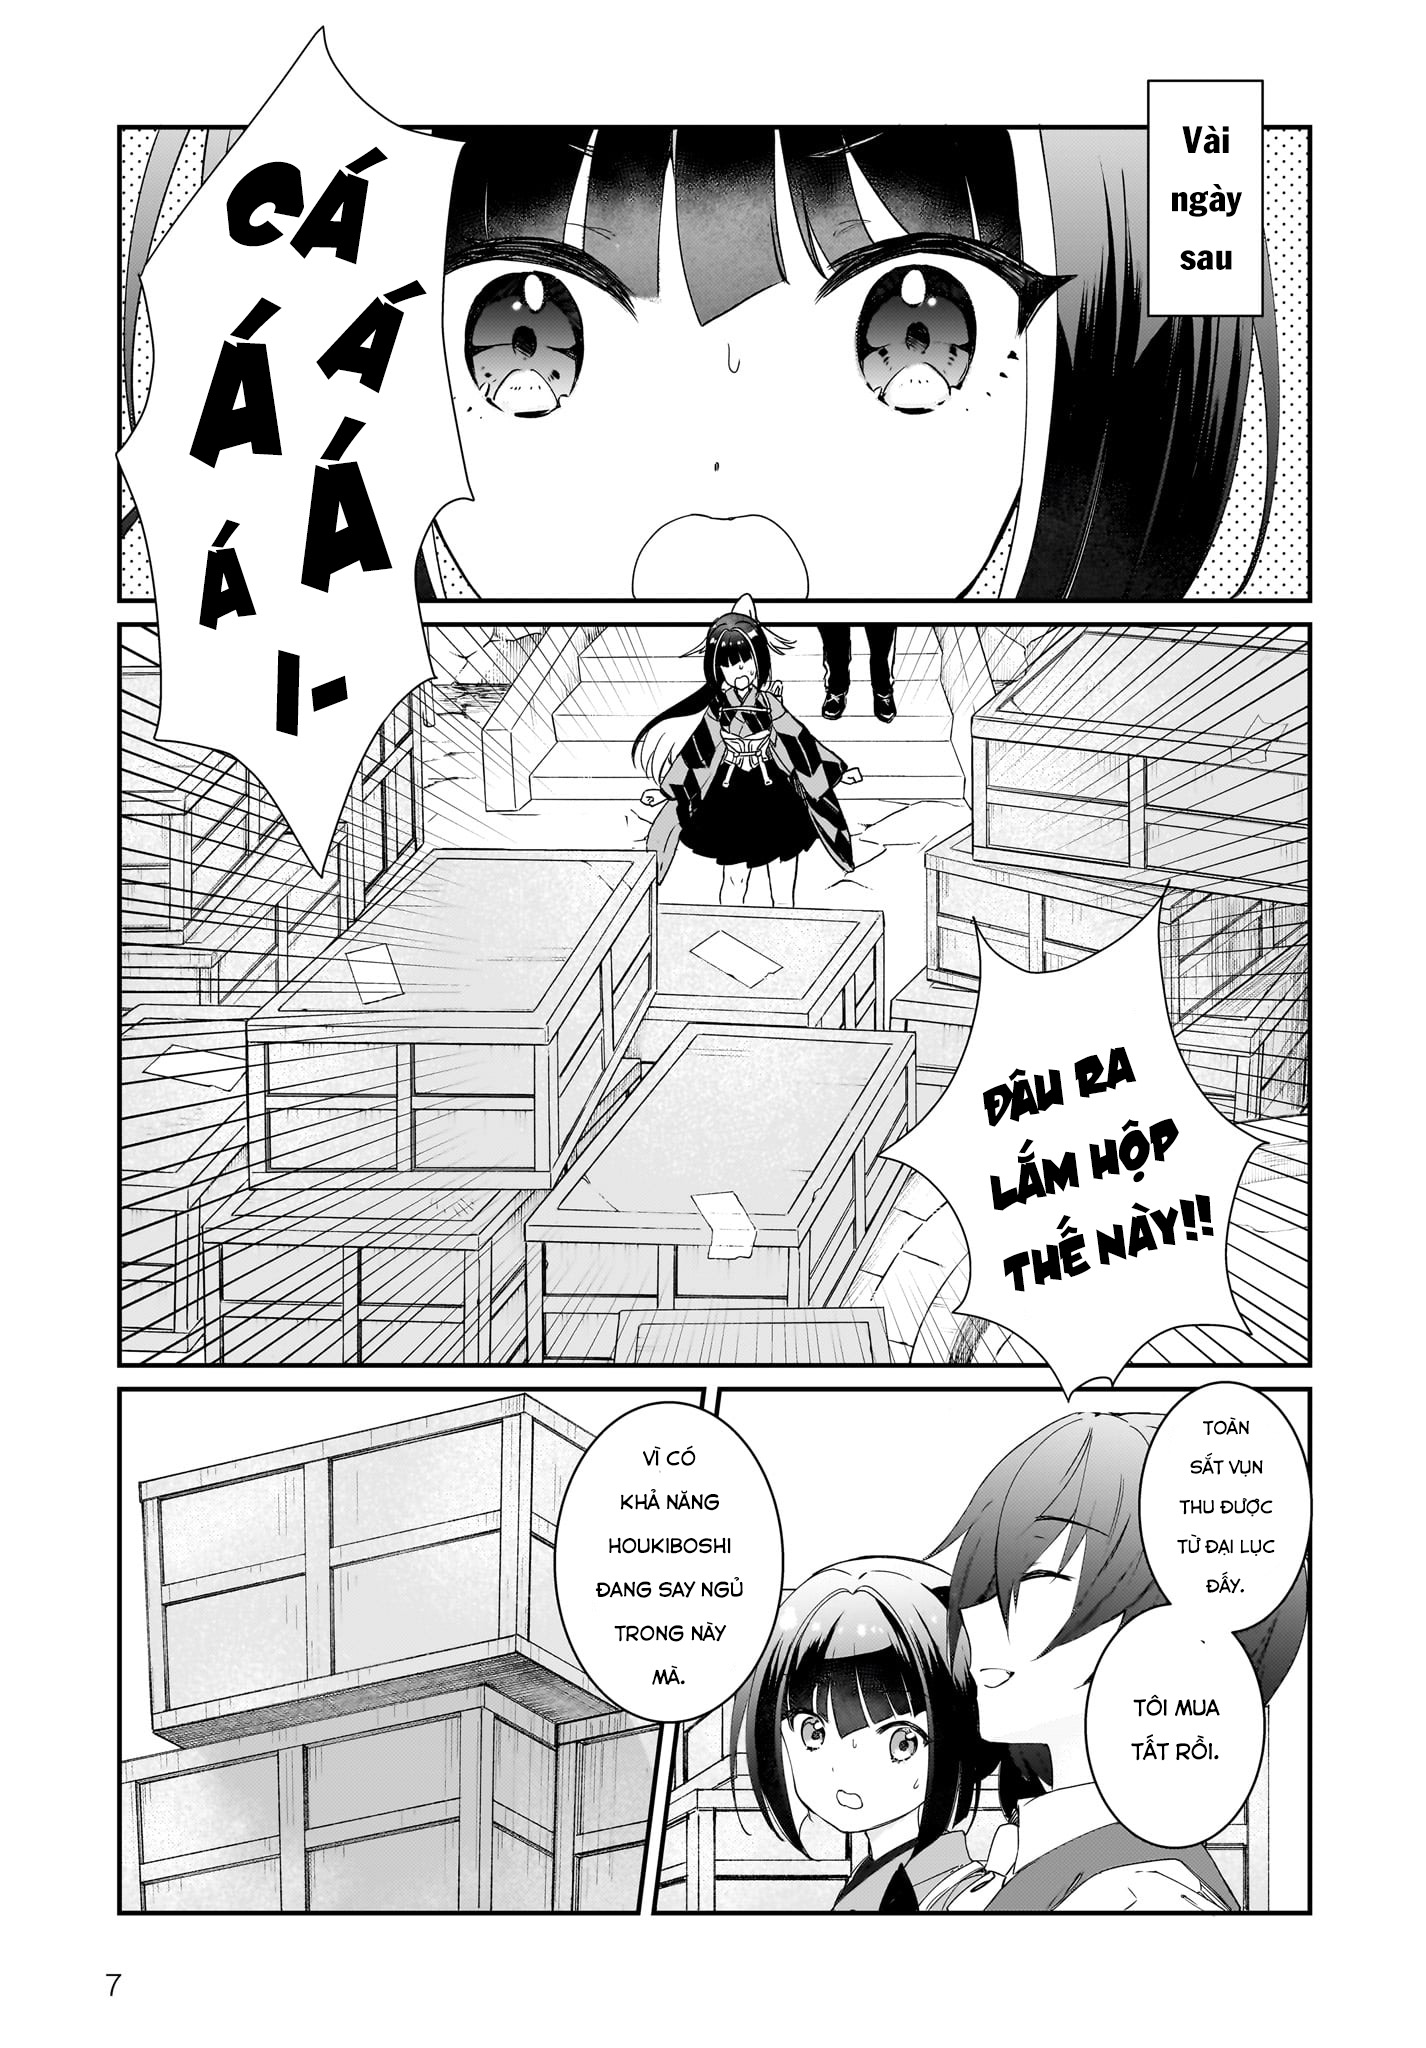 Vài
ngày
sau
CÁ
Á Á
Á Á
I-
ĐÂU RA
LẮM HỘP
THẾ NÀY!!
TOÀN
SẮT VỤN
THU ĐƯỢC
TỪ ĐẠI LỤC
ĐẤY.
TÔI MUA
TẤT RỒI.
VÌ CÓ
KHẢ NĂNG
HOUKIBOSHI
ĐANG SAY NGỦ
TRONG NÀY
MÀ.
7